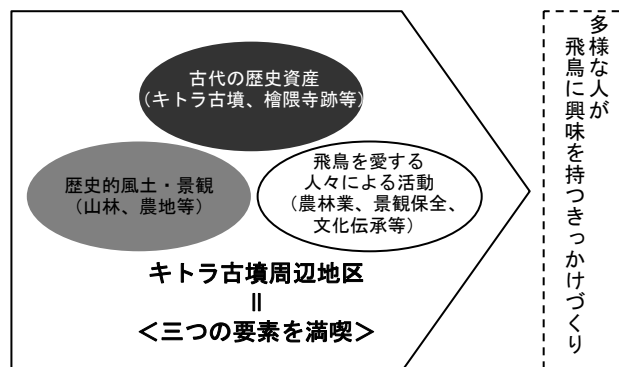 古代の歴史資産
（キトラ古墳、檜隈寺跡等）
歴史的風土・景観
（山林、農地等）
飛鳥を愛する
人々による活動
（農林業、景観保全、
文化伝承等）
キトラ古墳周辺地区
＝
＜三つの要素を満喫＞
多様な人が
飛鳥に興味を持つきっかけづくり